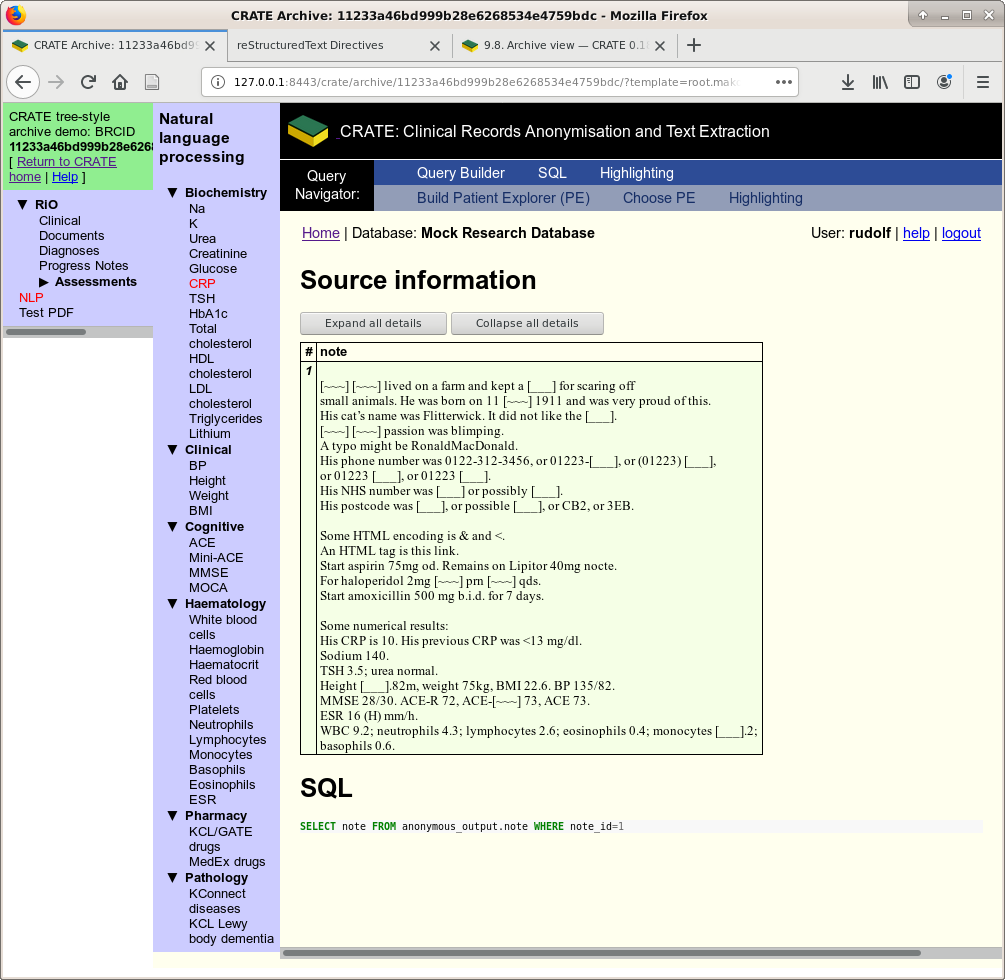 CRATE Archive: 11233a46bd999b28e6268534e4759bdc - Mozilla Firefox
CRATE Archive: 11233a46bd99
reStructuredText Directives
9.8. Archive view — CRATE 0.18
127.0.0.1:8443/crate/archive/11233a46bd999b28e6268534e4759bdc/?template=root.mako
CRATE tree-style
archive demo: BRCID
11233a46bd999b28e6268
[ Return to CRATE
home | Help ]
▼ RiO
Clinical
Documents
Diagnoses
Progress Notes
▶ Assessments
NLP
Test PDF
Natural
language
processing
▼ Biochemistry
Na
K
Urea
Creatinine
Glucose
CRP
TSH
HbA1c
Total
cholesterol
HDL
cholesterol
LDL
cholesterol
Triglycerides
Lithium
▼ Clinical
BP
Height
Weight
BMI
▼ Cognitive
ACE
Mini-ACE
MMSE
MOCA
▼ Haematology
White blood
cells
Haemoglobin
Haematocrit
Red blood
cells
Platelets
Neutrophils
Lymphocytes
Monocytes
Basophils
Eosinophils
ESR
▼ Pharmacy
KCL/GATE
drugs
MedEx drugs
▼ Pathology
KConnect
diseases
KCL Lewy
body dementia
CRATE: Clinical Records Anonymisation and Text Extraction
Query
Navigator:
Query Builder SQL Highlighting
Build Patient Explorer (PE) Choose PE Highlighting
Home | Database: Mock Research Database
User: rudolf | help | logout
Source information
Expand all details Collapse all details
# note
1
[~~~] [~~~] lived on a farm and kept a [___] for scaring off
small animals. He was born on 11 [~~~] 1911 and was very proud of this.
His cat’s name was Flitterwick. It did not like the [___].
[~~~] [~~~] passion was blimping.
A typo might be RonaldMacDonald.
His phone number was 0122-312-3456, or 01223-[___], or (01223) [___],
or 01223 [___], or 01223 [___].
His NHS number was [___] or possibly [___].
His postcode was [___], or possible [___], or CB2, or 3EB.
Some HTML encoding is & and <.
An HTML tag is this link.
Start aspirin 75mg od. Remains on Lipitor 40mg nocte.
For haloperidol 2mg [~~~] prn [~~~] qds.
Start amoxicillin 500 mg b.i.d. for 7 days.
Some numerical results:
His CRP is 10. His previous CRP was <13 mg/dl.
Sodium 140.
TSH 3.5; urea normal.
Height [___].82m, weight 75kg, BMI 22.6. BP 135/82.
MMSE 28/30. ACE-R 72, ACE-[~~~] 73, ACE 73.
ESR 16 (H) mm/h.
WBC 9.2; neutrophils 4.3; lymphocytes 2.6; eosinophils 0.4; monocytes [___].2;
basophils 0.6.
SQL
SELECT note FROM anonymous_output.note WHERE note_id=1